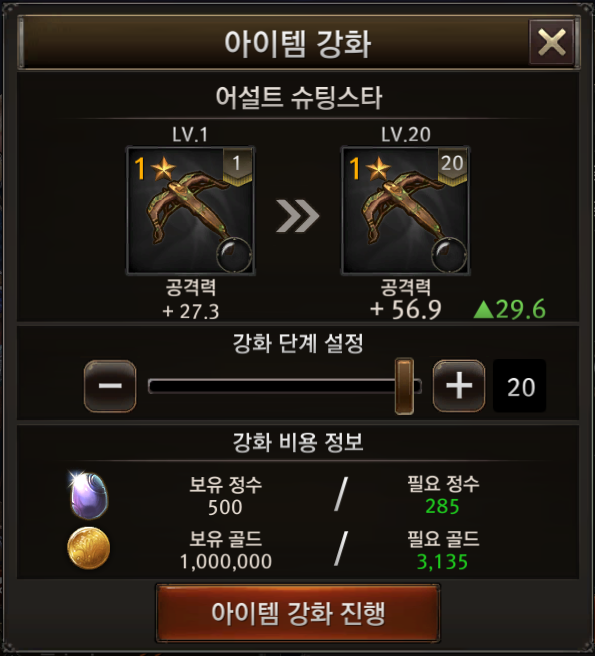 아이템 강화
어설트 슈팅스타
LV.1 LV.20
1 1 1 20
공격력 공격력
+ 27.3 + 56.9 ▲29.6
강화 단계 설정
− + 20
강화 비용 정보
보유 정수 / 필요 정수
500 285
보유 골드 / 필요 골드
1,000,000 3,135
아이템 강화 진행